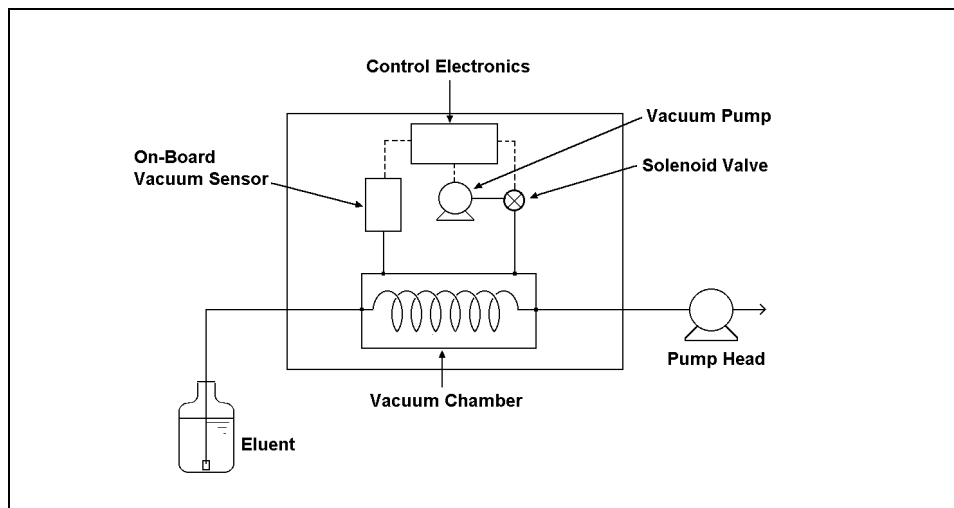 Control Electronics
Vacuum Pump
On-Board
Vacuum Sensor
Solenoid Valve
Pump Head
Vacuum Chamber
Eluent